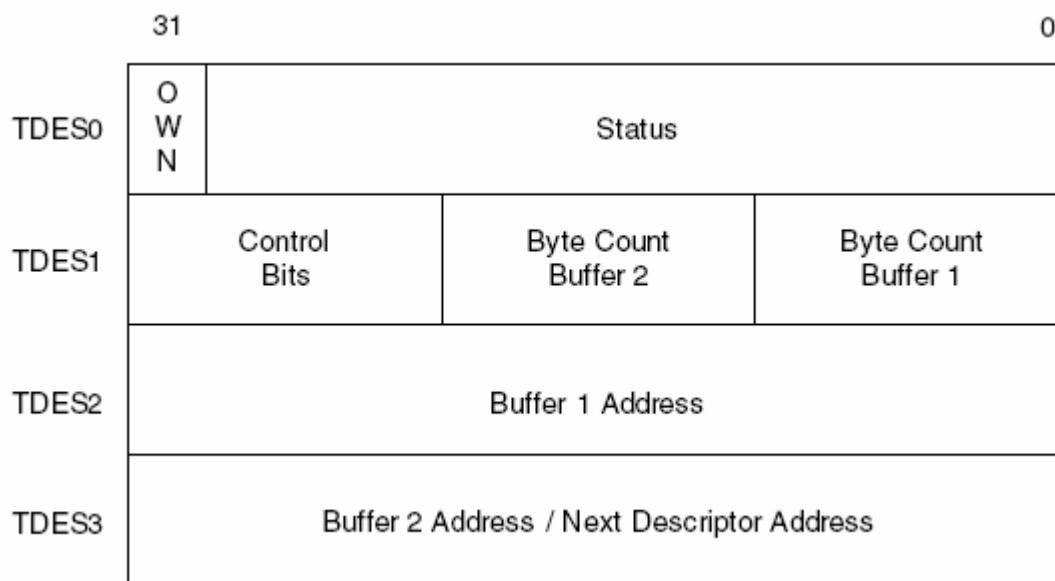 31 0
O
W
N
TDES0 Status
Control Bits
Byte Count Buffer 2
Byte Count Buffer 1
TDES1
TDES2 Buffer 1 Address
TDES3 Buffer 2 Address / Next Descriptor Address